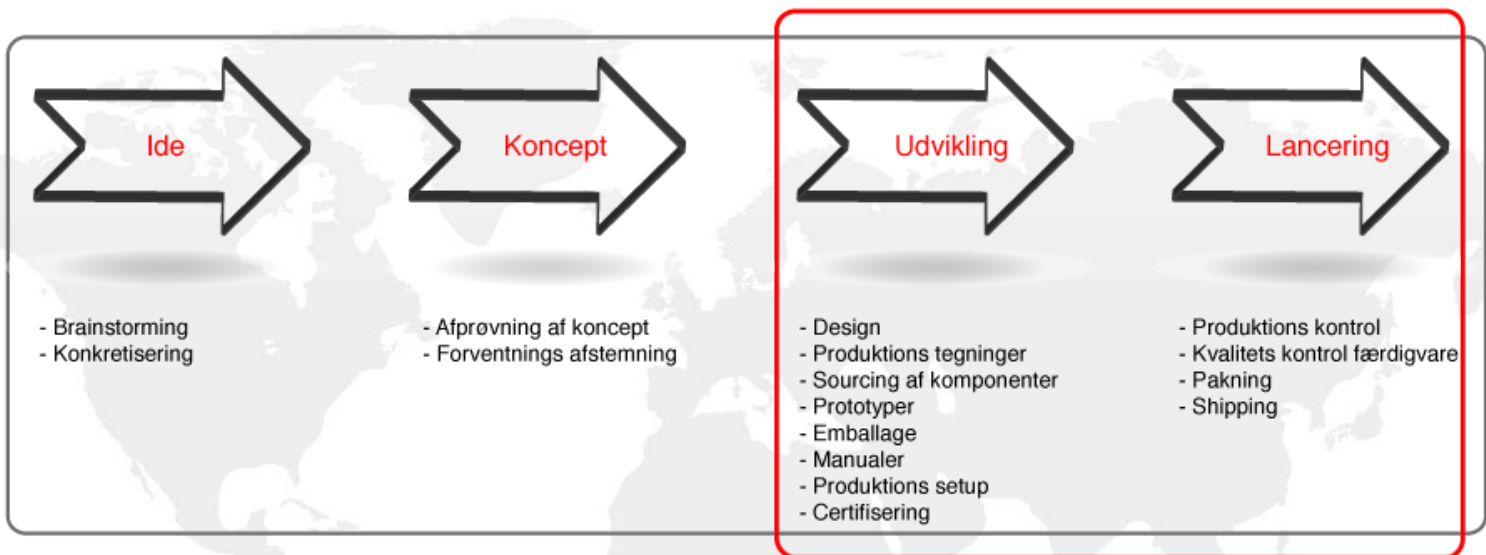 Ide
- Brainstorming
- Konkretisering
Koncept
- Afprøvning af koncept
- Forventnings afstemning
Udvikling
- Design
- Produktions tegninger
- Sourcing af komponenter
- Prototyper
- Emballage
- Manualer
- Produktions setup
- Certifisering
Lancering
- Produktions kontrol
- Kvalitets kontrol færdigvare
- Pakning
- Shipping